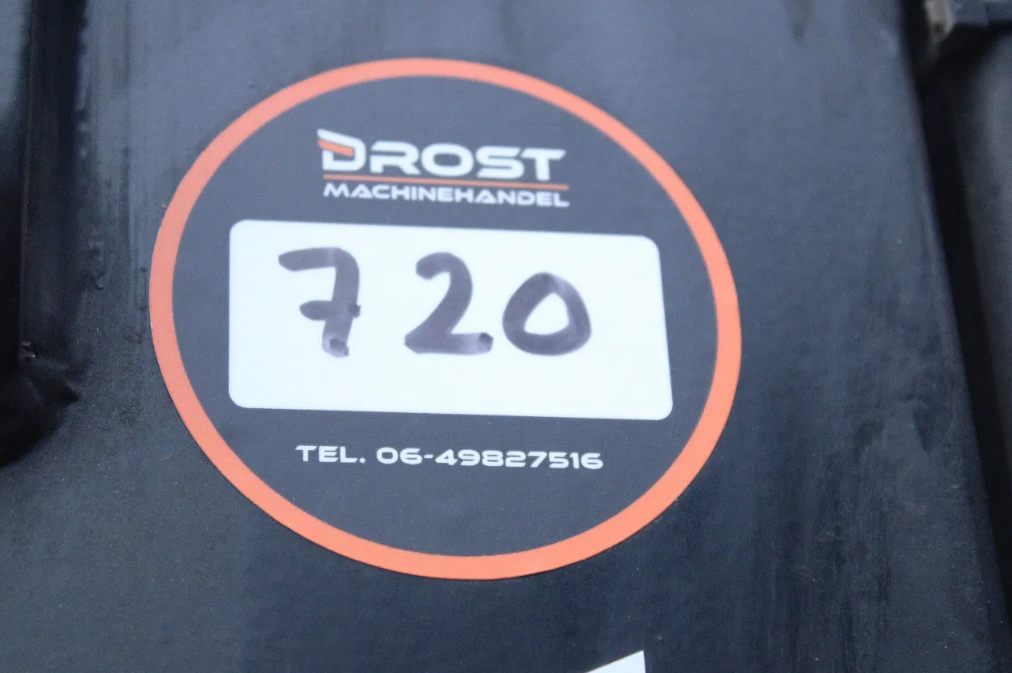 DROST
MACHINEHANDEL
720
TEL. 06-49827516